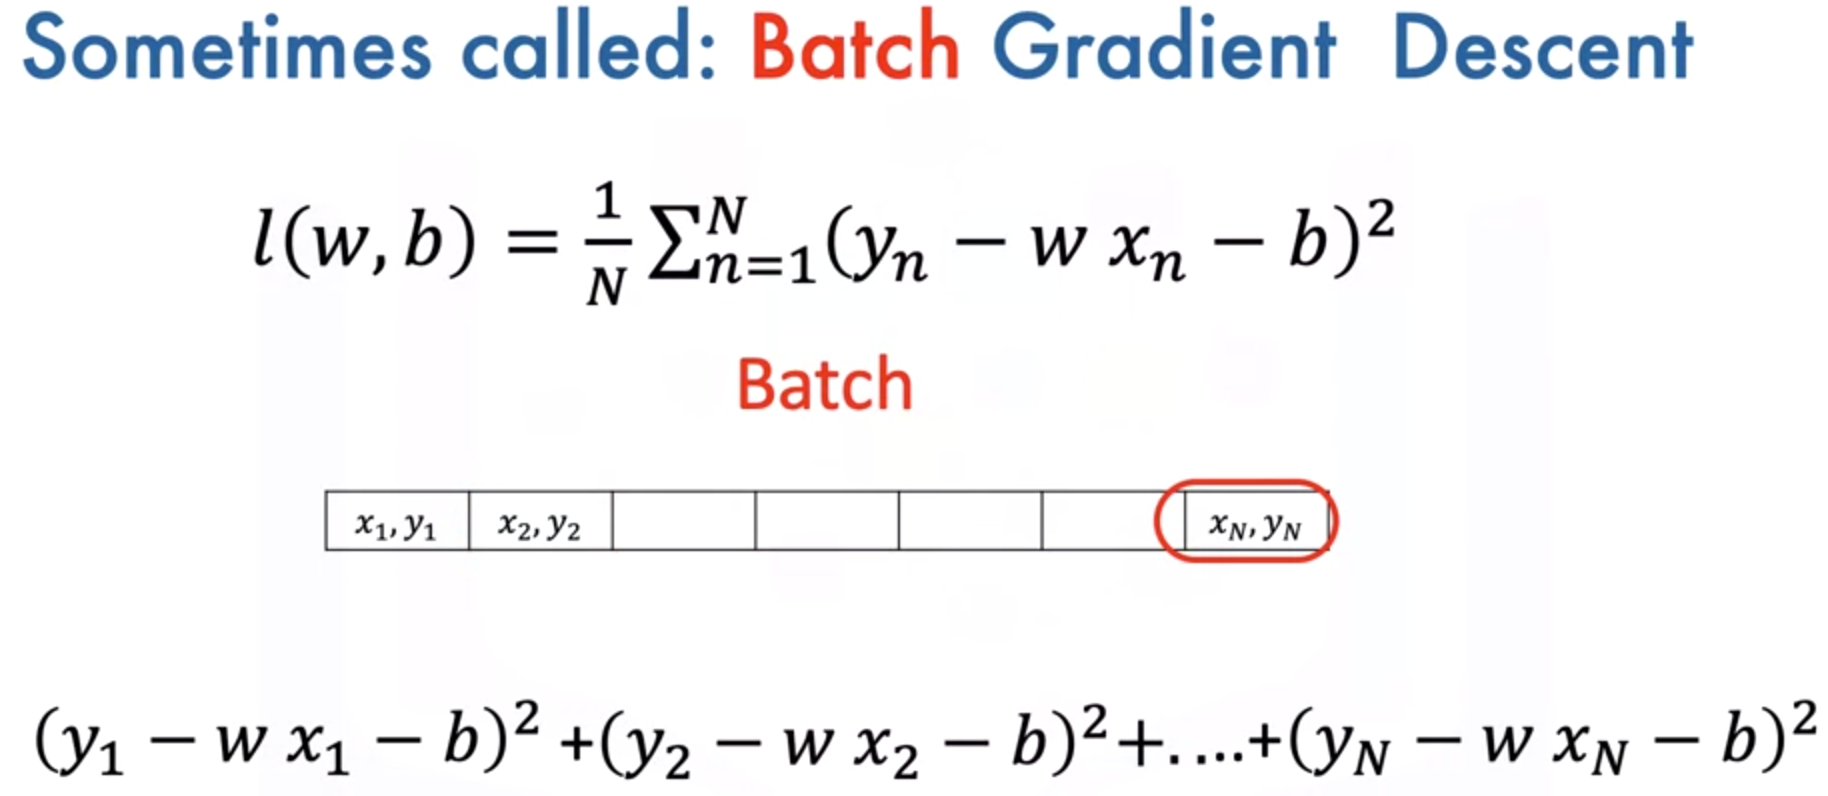 Sometimes called: Batch Gradient Descent
l(w, b) = \frac{1}{N} \sum_{n=1}^{N} (y_n − w x_n − b)^2
Batch
x_1, y_1 x_2, y_2 x_N, y_N
(y_1 − w x_1 − b)^2 +(y_2 − w x_2 − b)^2+....+(y_N − w x_N − b)^2